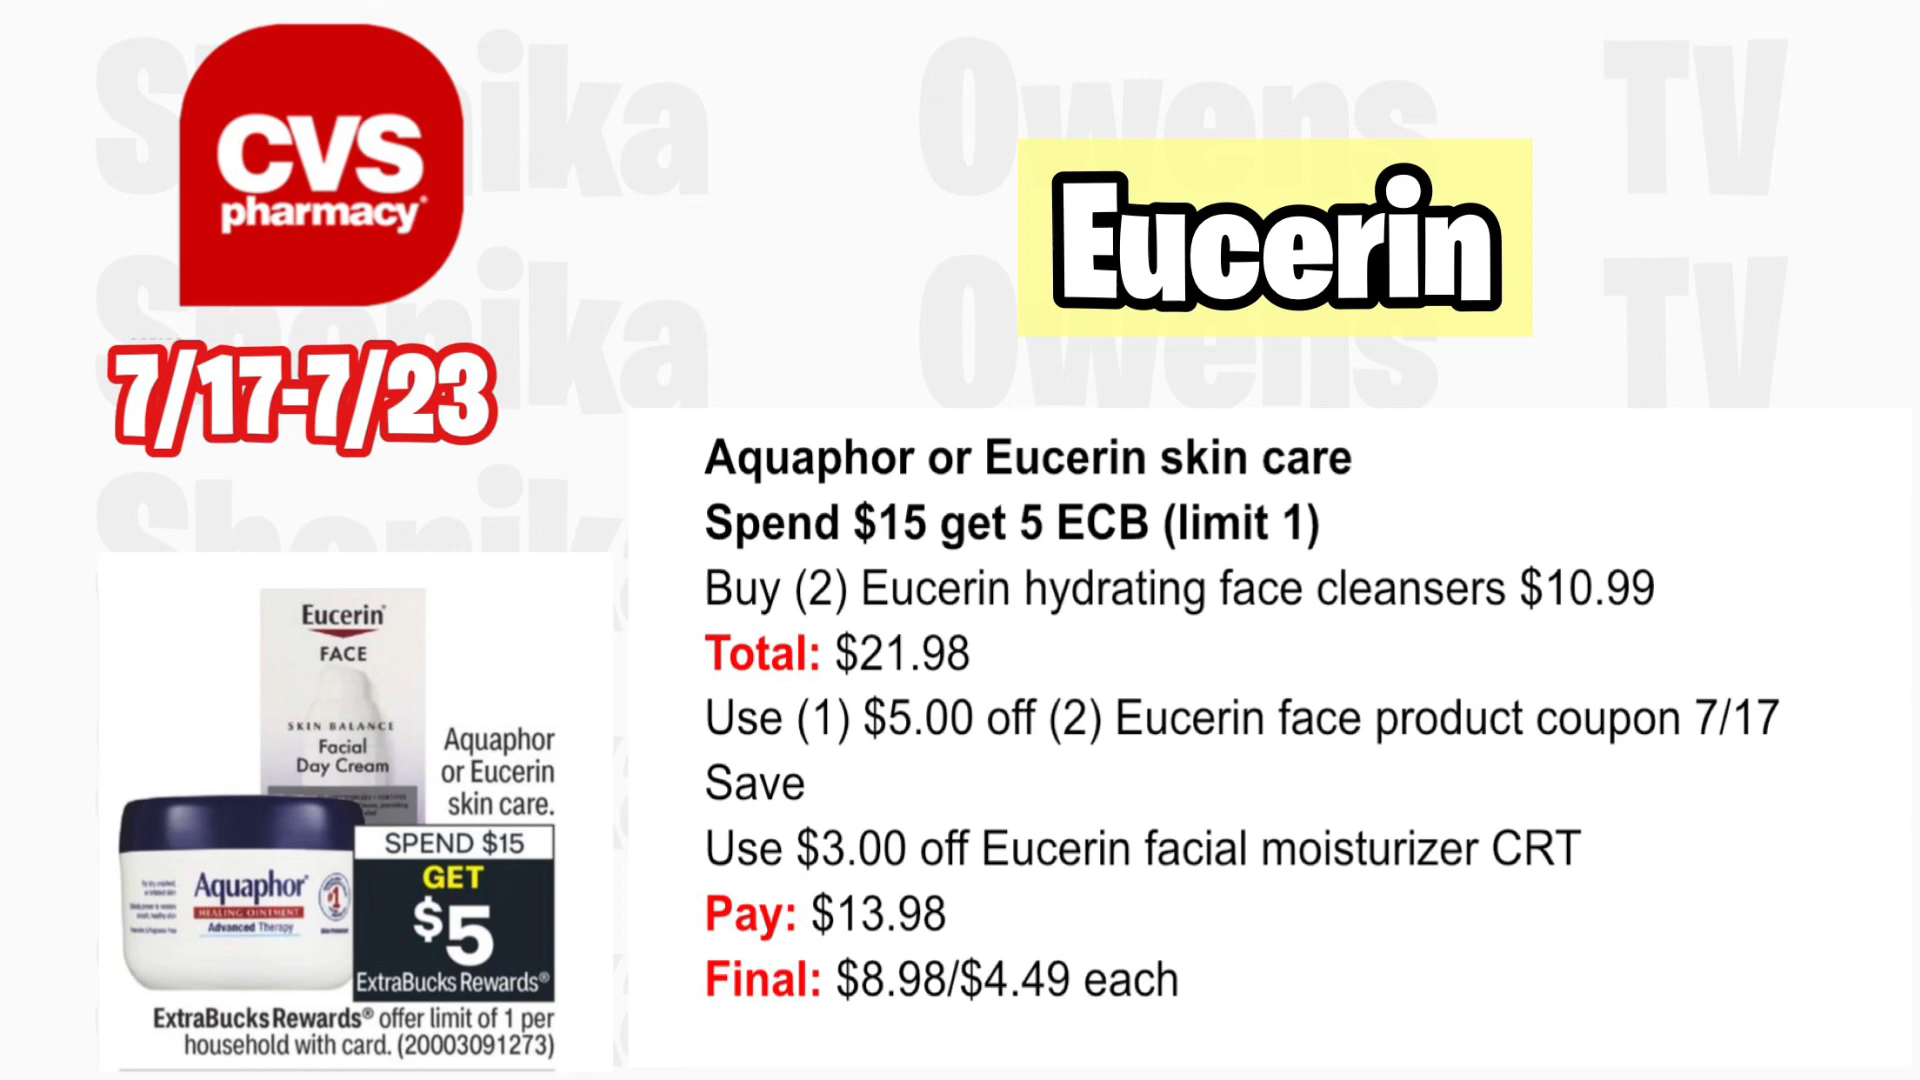 Shonika Owens TV
CVS
pharmacy
Eucerin
7/17-7/23
Aquaphor or Eucerin skin care
Spend $15 get 5 ECB (limit 1)
Buy (2) Eucerin hydrating face cleansers $10.99
Total: $21.98
Use (1) $5.00 off (2) Eucerin face product coupon 7/17
Save
Use $3.00 off Eucerin facial moisturizer CRT
Pay: $13.98
Final: $8.98/$4.49 each
Eucerin
FACE
SKIN BALANCE
Facial
Day Cream
Aquaphor
or Eucerin
skin care.
SPEND $15
GET
$5
ExtraBucks Rewards®
Aquaphor
HEALING OINTMENT
Advanced Therapy
#1
ExtraBucks Rewards® offer limit of 1 per
household with card. (20003091273)